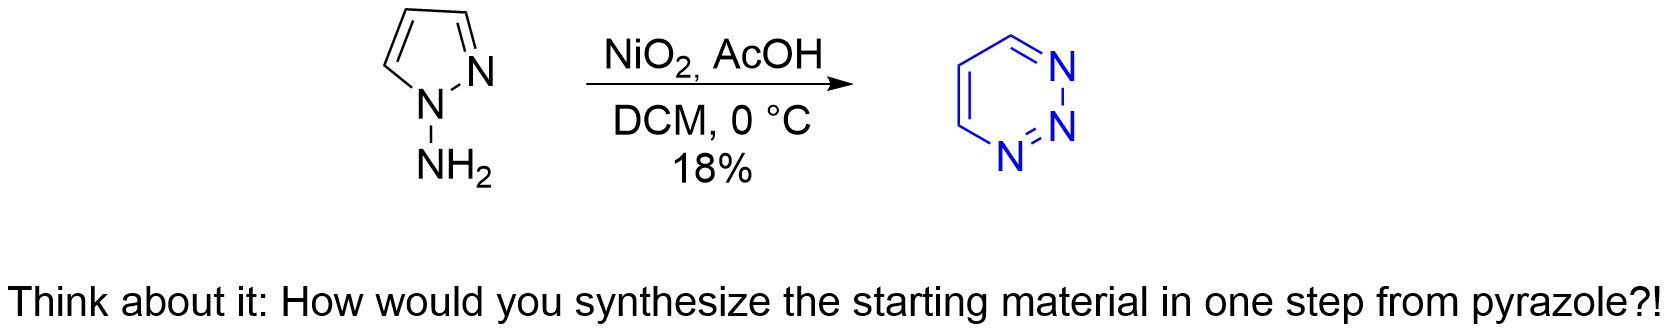 N
N
NH₂
NiO₂, AcOH
DCM, 0 °C
18%
N
N
N
Think about it: How would you synthesize the starting material in one step from pyrazole?!